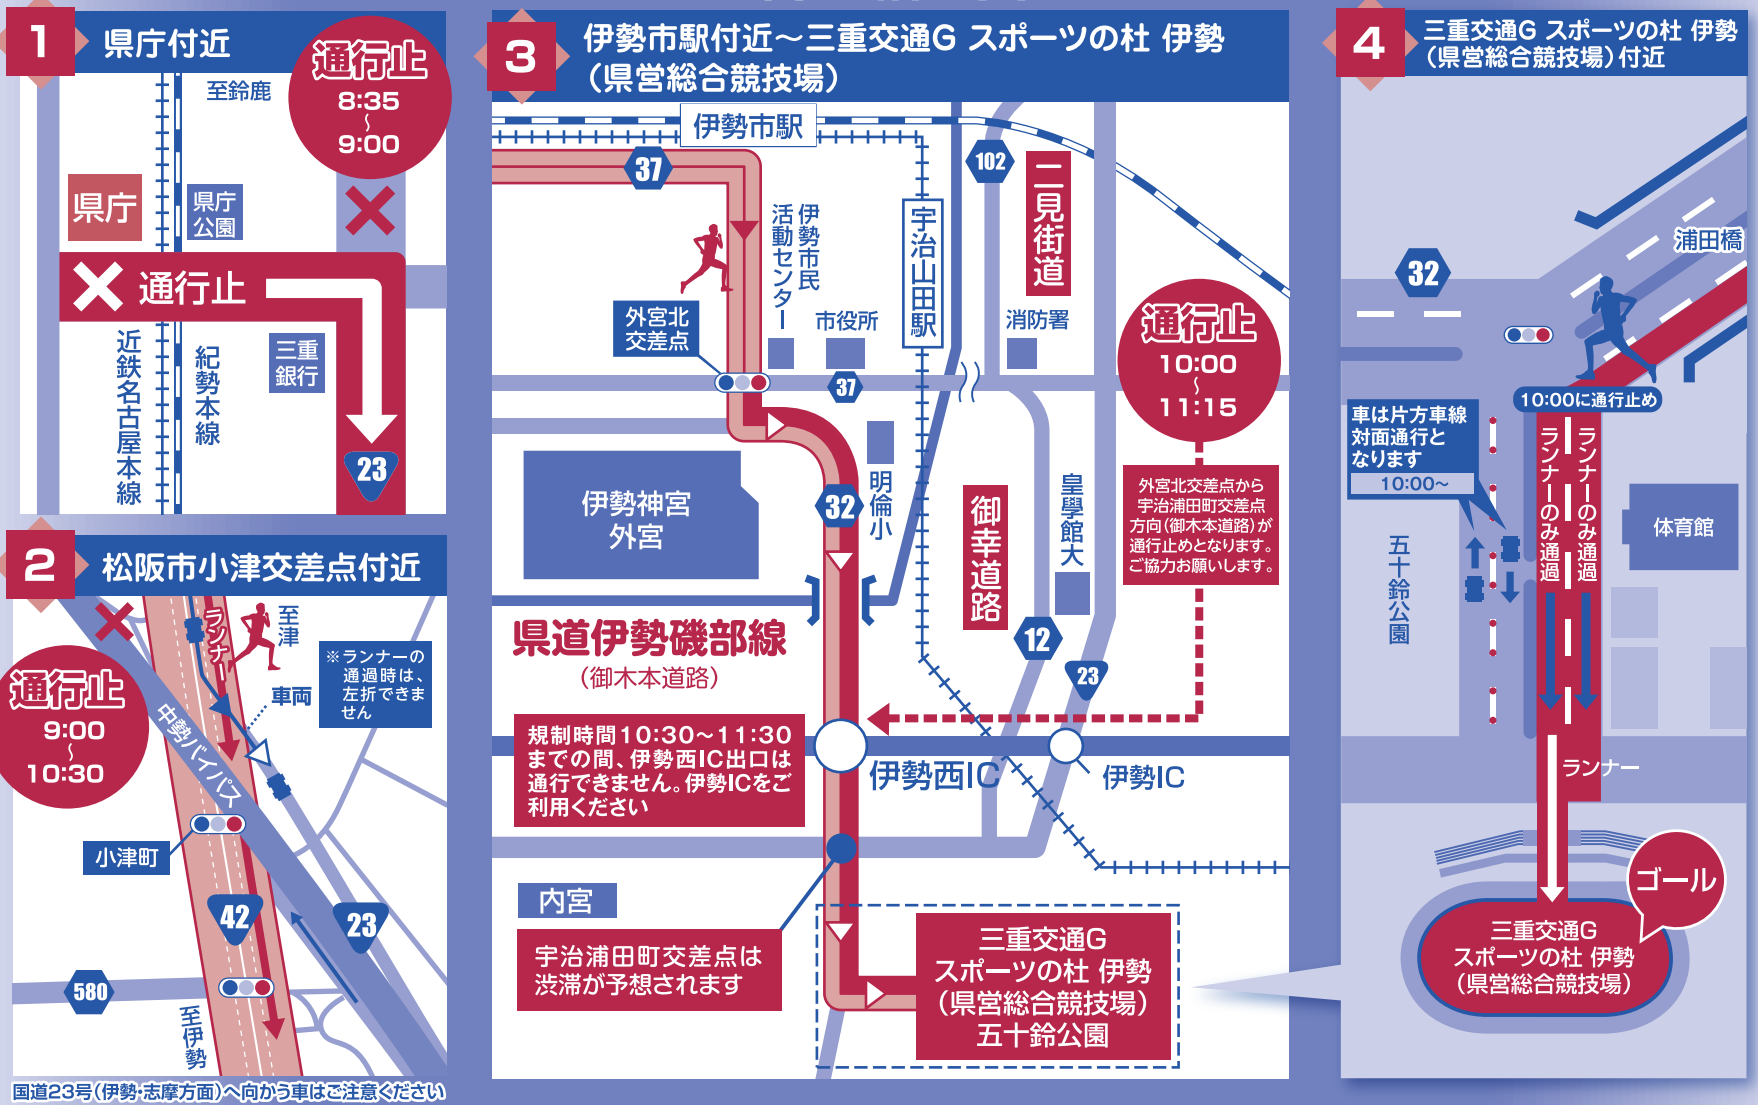 1
県庁付近
通行止
8:35
〜
9:00
至鈴鹿
県庁
県庁
公園
通行止
近鉄名古屋本線
紀勢本線
三重
銀行
23
2
松阪市小津交差点付近
通行止
9:00
〜
10:30
ランナー
至津
※ランナーの
通過時は、
左折できま
せん
車両
中勢バイパス
小津町
42
23
580
至伊勢
国道23号(伊勢・志摩方面)へ向かう車はご注意ください
3
伊勢市駅付近〜三重交通G スポーツの杜 伊勢
(県営総合競技場)
伊勢市駅
37
102
二見街道
伊勢市民
活動センター
宇治山田駅
外宮北
交差点
市役所
消防署
37
通行止
10:00
〜
11:15
外宮北交差点から
宇治浦田町交差点
方向(御木本道路)が
通行止めとなります。
ご協力お願いします。
伊勢神宮
外宮
32
明倫小
御幸道路
皇學館大
12
23
県道伊勢磯部線
(御木本道路)
規制時間10:30〜11:30
までの間、伊勢西IC出口は
通行できません。伊勢ICをご
利用ください
伊勢西IC
伊勢IC
内宮
宇治浦田町交差点は
渋滞が予想されます
三重交通G
スポーツの杜 伊勢
(県営総合競技場)
五十鈴公園
4
三重交通G スポーツの杜 伊勢
(県営総合競技場)付近
浦田橋
32
10:00に通行止め
車は片方車線
対面通行と
なります
10:00〜
ランナーのみ通過
ランナーのみ通過
体育館
五十鈴公園
ランナー
ゴール
三重交通G
スポーツの杜 伊勢
(県営総合競技場)